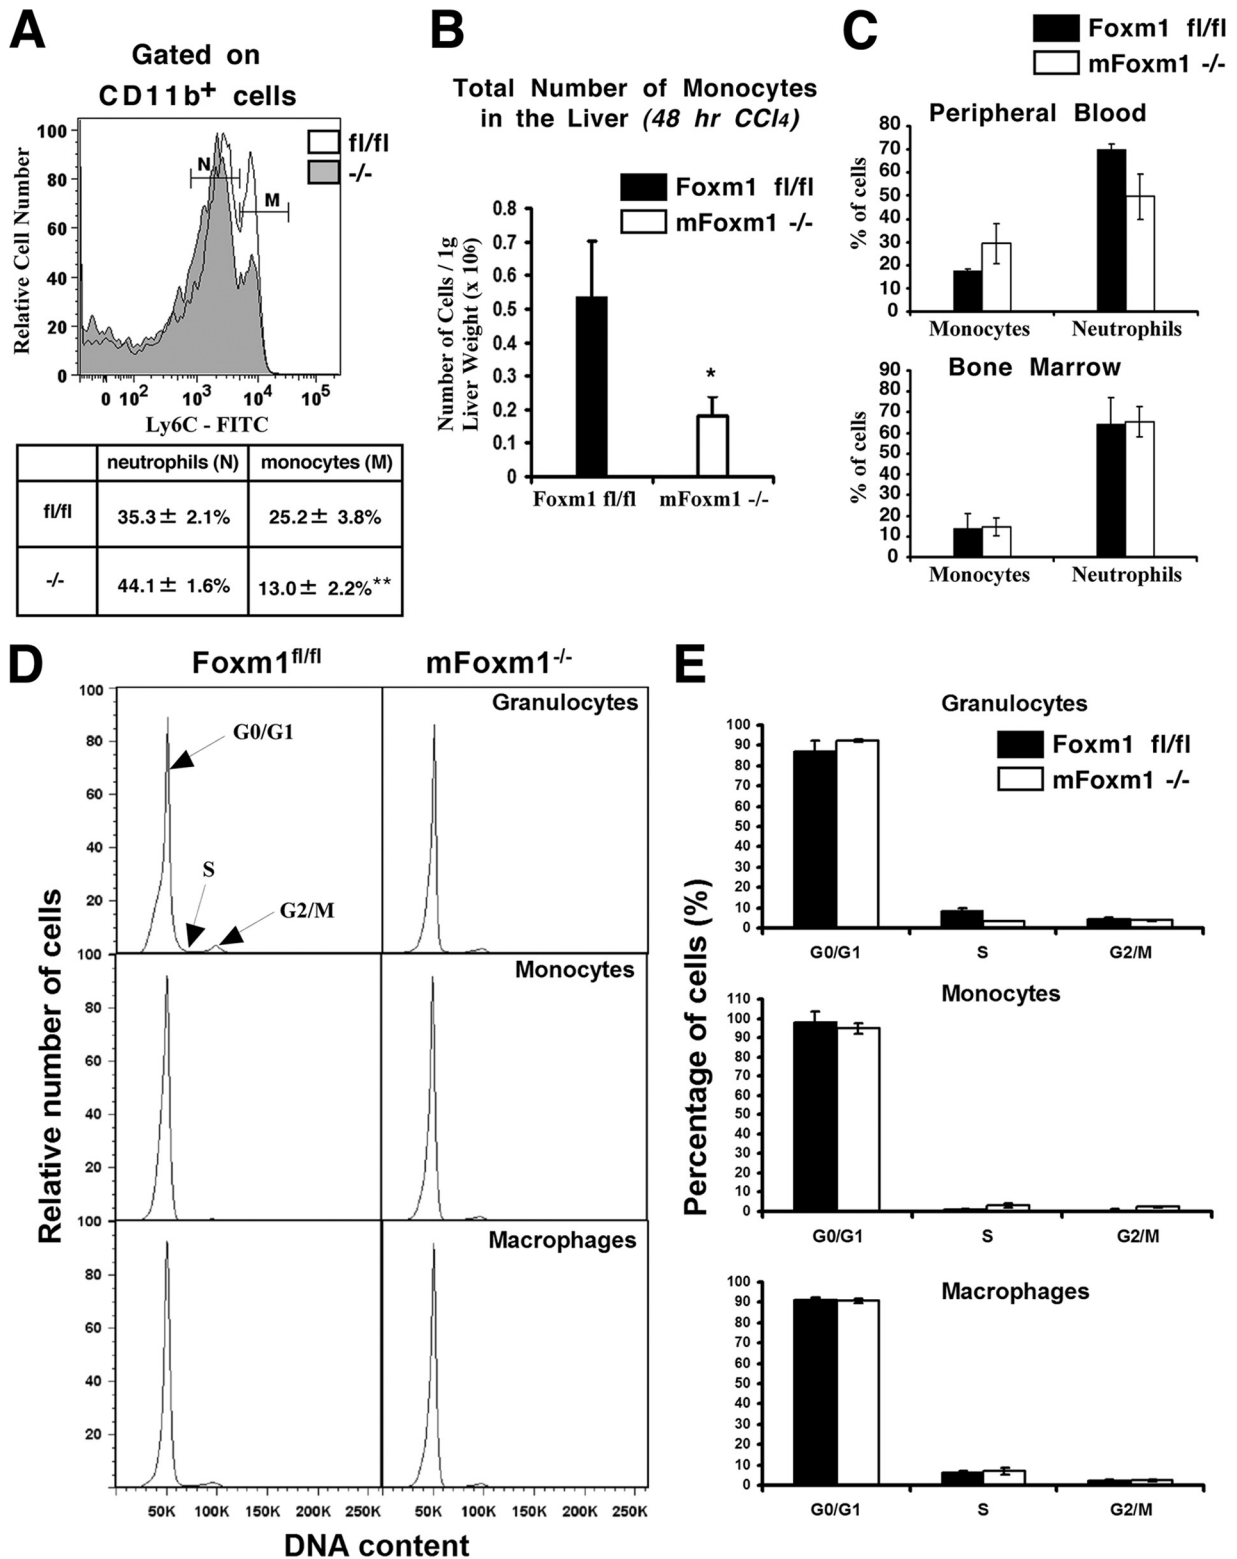 A
Gated on
CD11b+ cells
fl/fl
-/-
N
M
Relative Cell Number
100
80
60
40
20
0
0 10² 10³ 10⁴ 10⁵
Ly6C - FITC
neutrophils (N) monocytes (M)
fl/fl 35.3 ± 2.1% 25.2 ± 3.8%
-/- 44.1 ± 1.6% 13.0 ± 2.2%**
B
Total Number of Monocytes
in the Liver (48 hr CCl₄)
Foxm1 fl/fl
mFoxm1 -/-
Number of Cells / 1g
Liver Weight (x 10⁶)
0.8
0.7
0.6
0.5
0.4
0.3
0.2
0.1
0
*
Foxm1 fl/fl mFoxm1 -/-
C
Foxm1 fl/fl
mFoxm1 -/-
Peripheral Blood
% of cells
80
70
60
50
40
30
20
10
0
Monocytes Neutrophils
Bone Marrow
% of cells
90
80
70
60
50
40
30
20
10
0
Monocytes Neutrophils
D
Foxm1fl/fl mFoxm1-/-
Relative number of cells
Granulocytes
G0/G1
S
G2/M
100
80
60
40
20
Monocytes
100
80
60
40
20
Macrophages
100
80
60
40
20
50K 100K 150K 200K 250K 50K 100K 150K 200K 250K
DNA content
E
Percentage of cells (%)
Granulocytes
Foxm1 fl/fl
mFoxm1 -/-
100
90
80
70
60
50
40
30
20
10
0
G0/G1 S G2/M
Monocytes
110
100
90
80
70
60
50
40
30
20
10
0
G0/G1 S G2/M
Macrophages
100
90
80
70
60
50
40
30
20
10
0
G0/G1 S G2/M